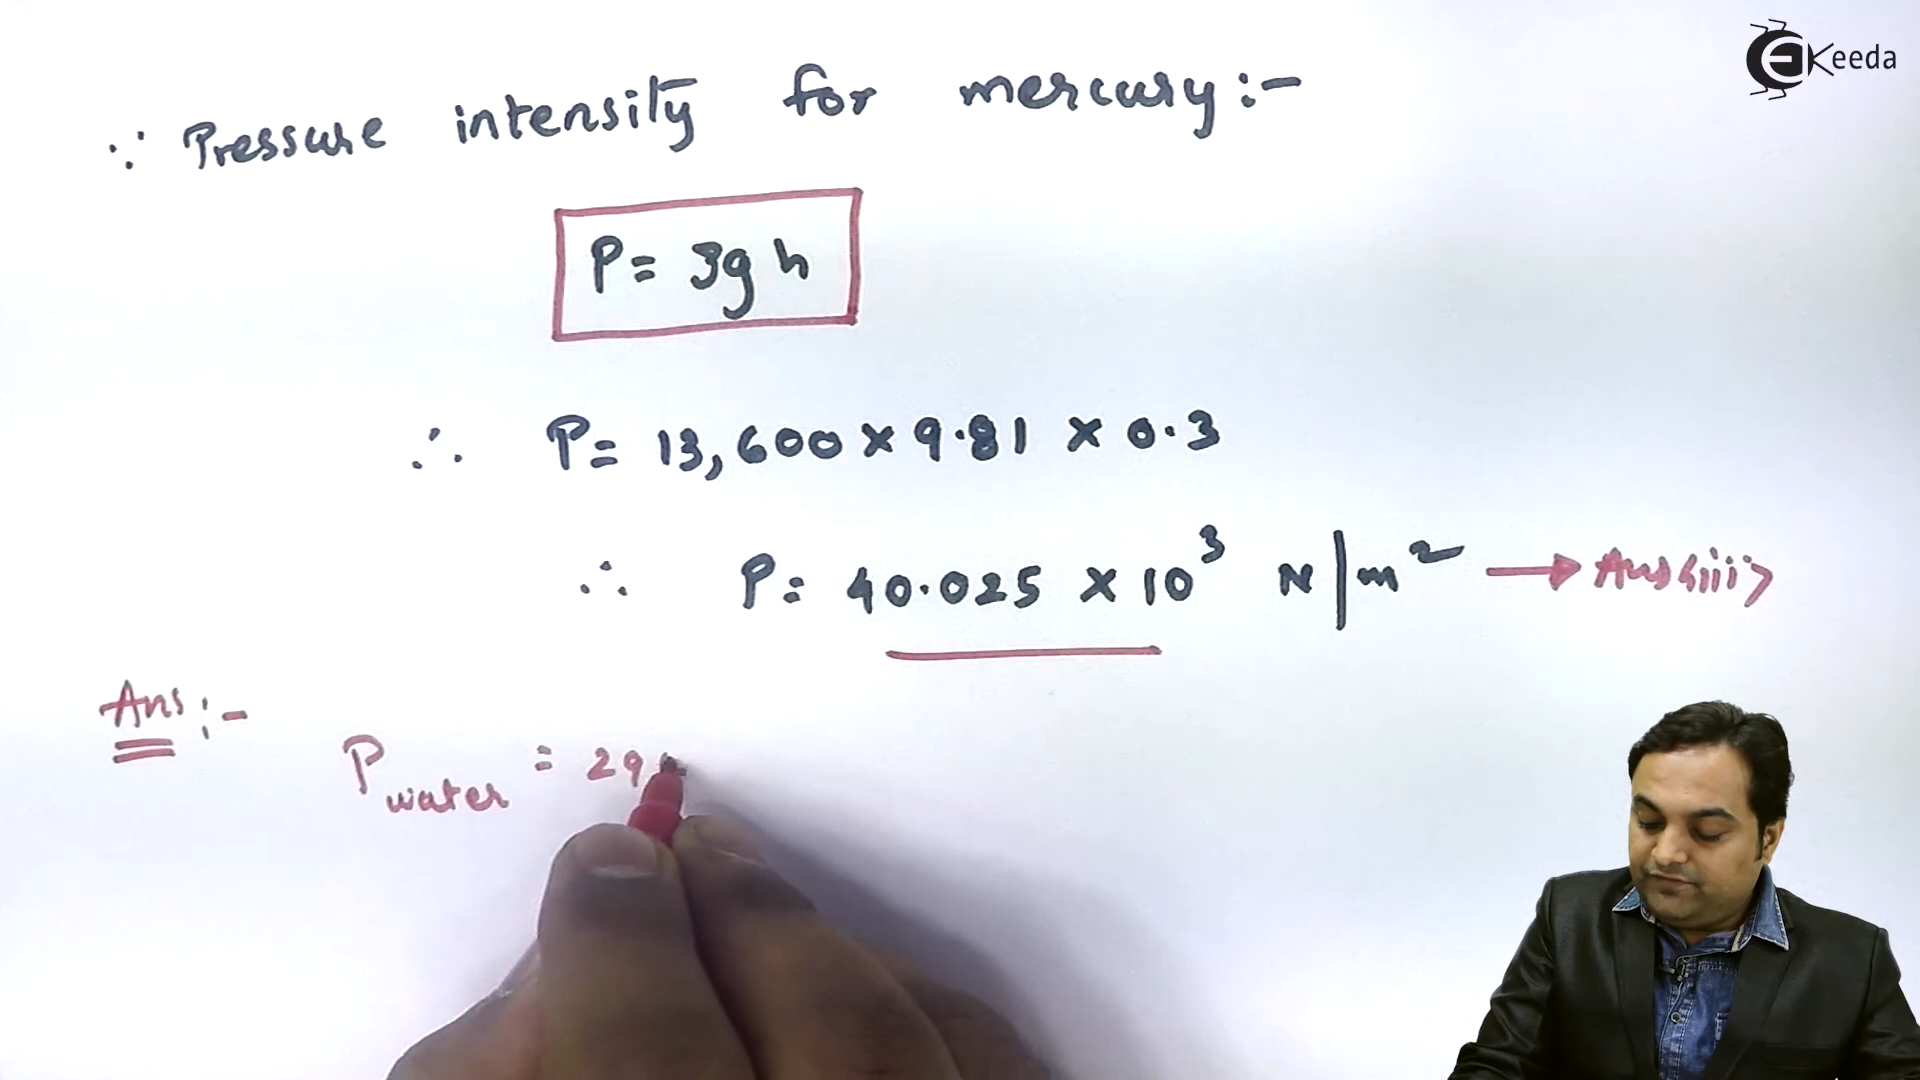 EKeeda
∵ Pressure intensity for mercury:-
P = ʒgh
∴ P = 13,600 × 9.81 × 0.3
∴ P = 40.025 × 10³ N/m² → Ans<iii>
Ans:-
P water = 29